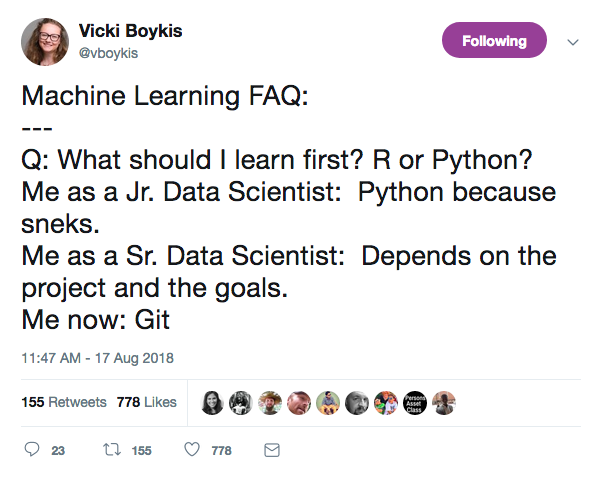 Vicki Boykis
@vboykis
Following
Machine Learning FAQ:
---
Q: What should I learn first? R or Python?
Me as a Jr. Data Scientist:  Python because
sneks.
Me as a Sr. Data Scientist:  Depends on the
project and the goals.
Me now: Git
11:47 AM - 17 Aug 2018
155 Retweets 778 Likes
Persons
Asset
Class
23 155 778